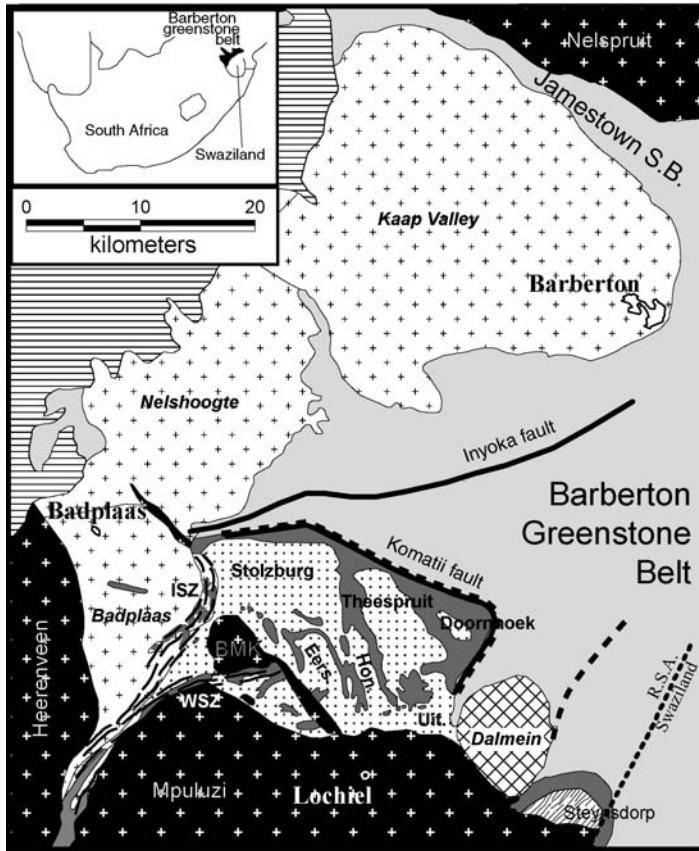 Barberton
greenstone
belt
South Africa
Swaziland
0 10 20
kilometers
Nelspruit
Jamestown S.B.
Kaap Valley
Barberton
Nelshoogte
Inyoka fault
Barberton
Greenstone
Belt
Badplaas
Komatii fault
Stolzburg
ISZ
Theespruit
Badplaas
Doornhoek
BMK
Eers.
Hon.
R.S.A.
Swaziland
Heerenveen
WSZ
Uit.
Dalmein
Mpuluzi
Lochiel
Steynsdorp